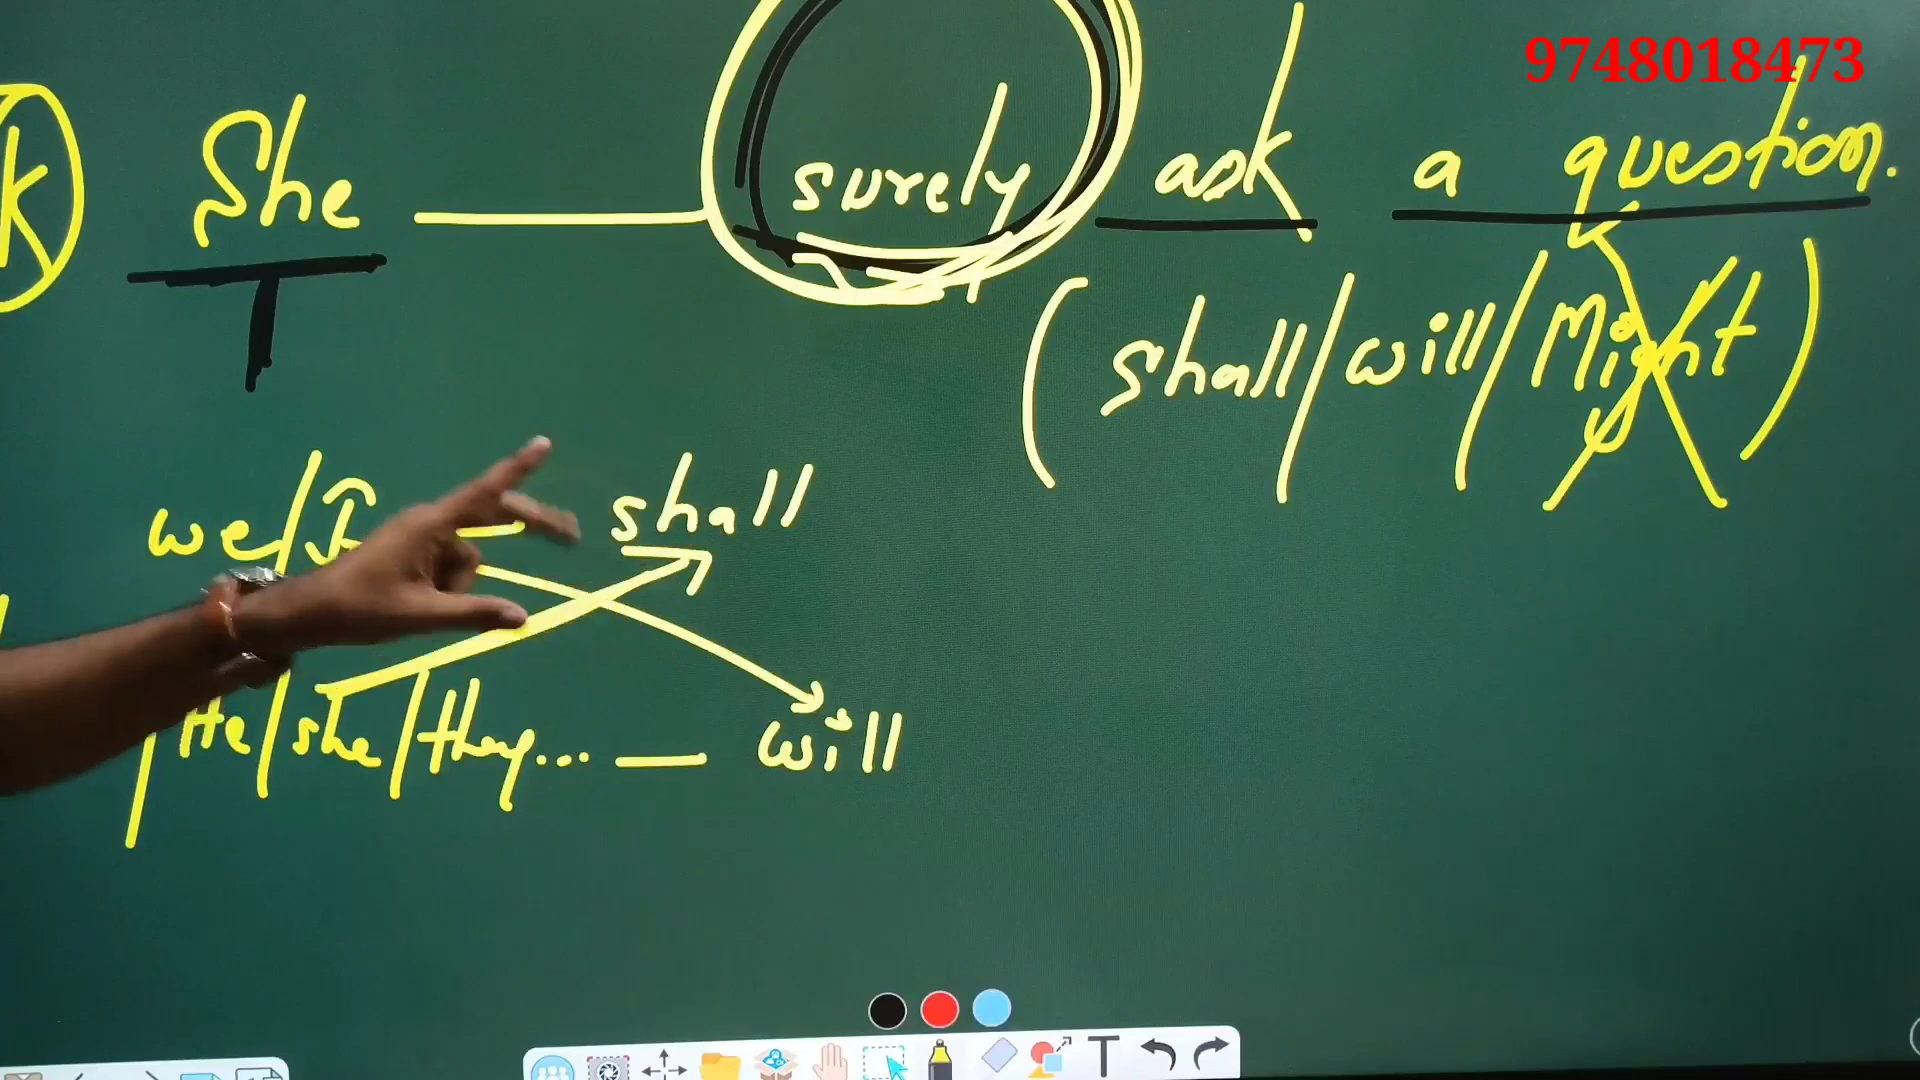 9748018473
K She ______ surely ask a question.
(shall/will/Might)
we/I — shall
He/she/they... — will
T